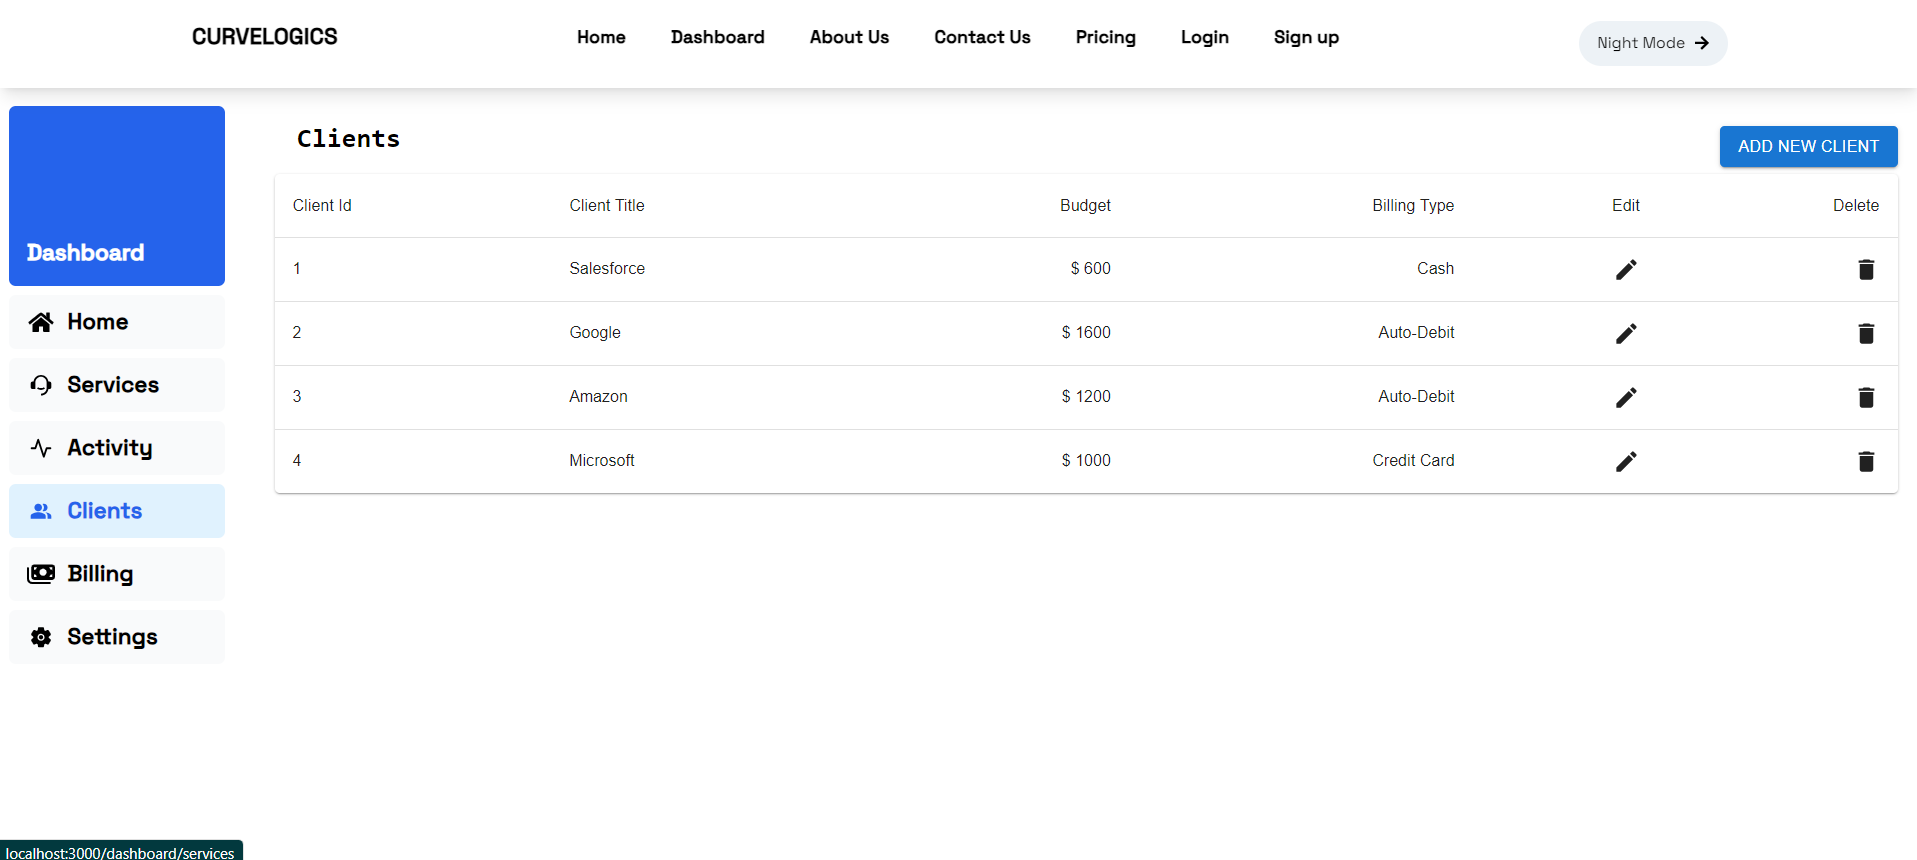 CURVELOGICS Home Dashboard About Us Contact Us Pricing Login Sign up Night Mode
Dashboard
Home
Services
Activity
Clients
Billing
Settings
Clients
ADD NEW CLIENT
Client Id Client Title Budget Billing Type Edit Delete
1 Salesforce $ 600 Cash
2 Google $ 1600 Auto-Debit
3 Amazon $ 1200 Auto-Debit
4 Microsoft $ 1000 Credit Card
localhost:3000/dashboard/services